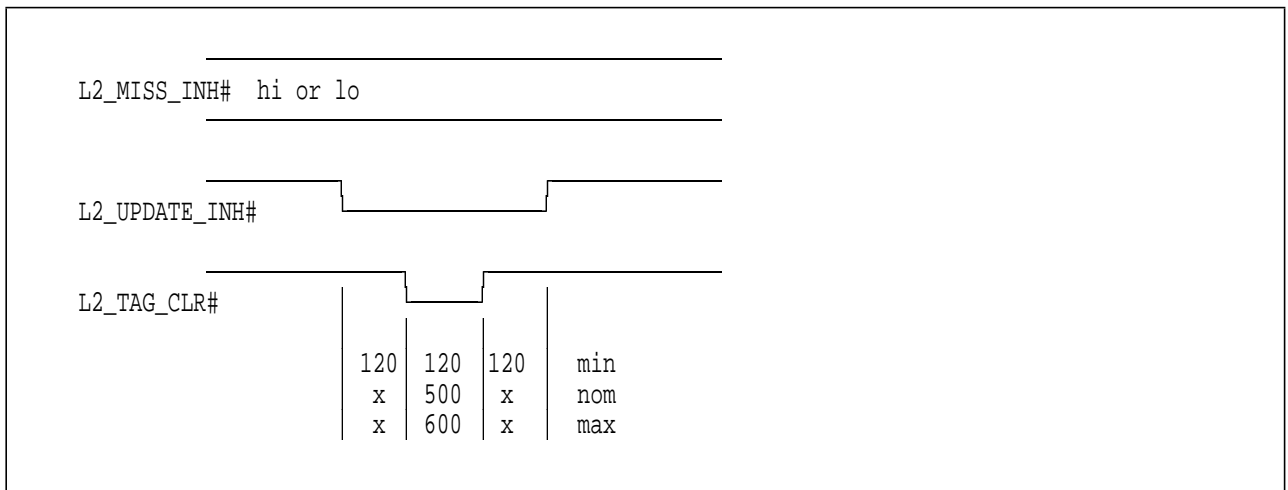 L2_MISS_INH# hi or lo
L2_UPDATE_INH#
L2_TAG_CLR#
120 120 120 min
x 500 x nom
x 600 x max